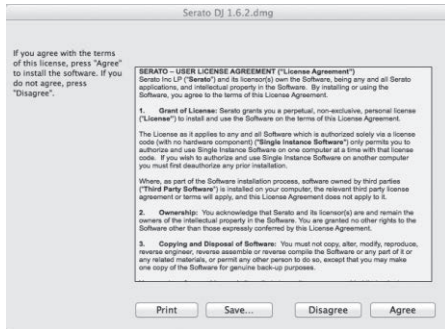 Serato DJ 1.6.2.dmg
If you agree with the terms
of this license, press "Agree"
to install the software. If you
do not agree, press
"Disagree".
SERATO – USER LICENSE AGREEMENT ("License Agreement")
Serato Inc LP ("Serato") and its licensor(s) own the Software, being any and all Serato
applications, and intellectual property in the Software. By installing or using the
Software, you agree to the terms of this License Agreement.
1. Grant of License: Serato grants you a perpetual, non-exclusive, personal license
("License") to install and use the Software on the terms of this License Agreement.
The License as it applies to any and all Software which is authorized solely via a license
code (with no hardware component) ("Single Instance Software") only permits you to
authorize and use Single Instance Software on one computer at a time with that license
code. If you wish to authorize and use Single Instance Software on another computer
you must first deauthorize any prior installation.
Where, as part of the Software installation process, software owned by third parties
("Third Party Software") is installed on your computer, the relevant third party license
agreement or terms will apply, and this License Agreement does not apply to it.
2. Ownership: You acknowledge that Serato and its licensor(s) are and remain the
owners of the intellectual property in the Software. You are granted no other rights to the
Software other than those expressly conferred by this License Agreement.
3. Copying and Disposal of Software: You must not copy, alter, modify, reproduce,
reverse engineer, reverse assemble or reverse compile the Software or any part of it or
any related materials, or permit any other person to do so, except that you may make
one copy of the Software for genuine back-up purposes.
Print Save... Disagree Agree